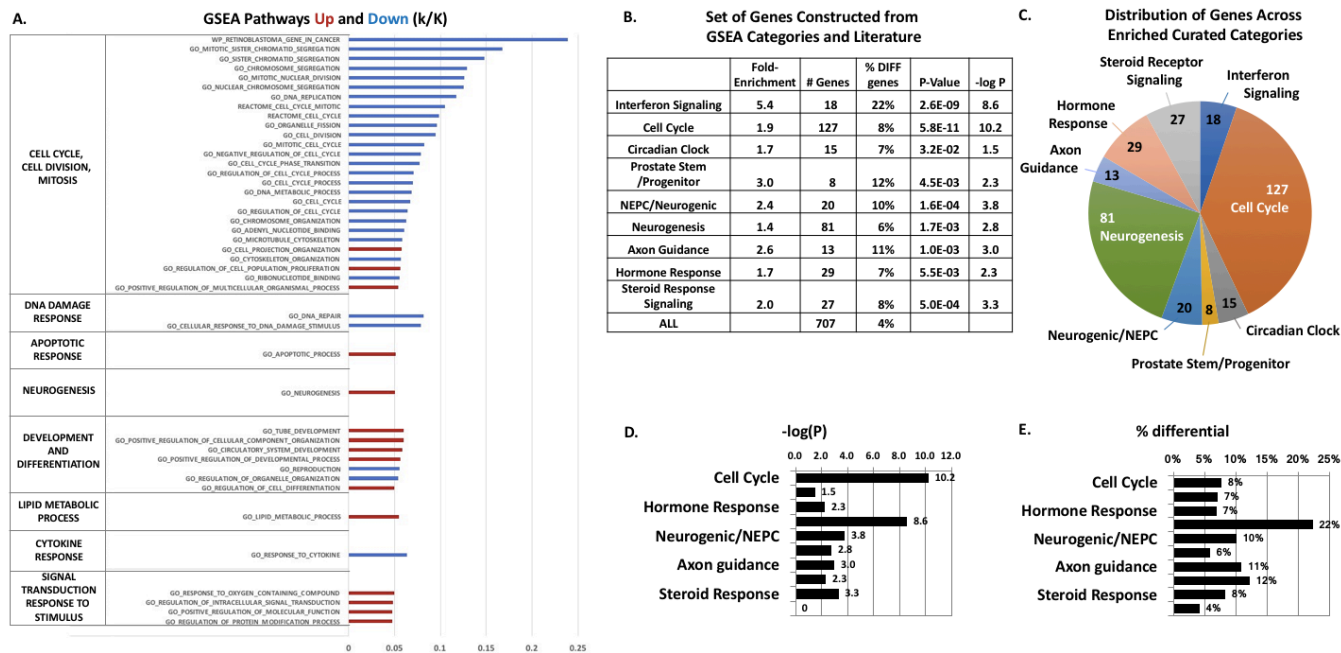 A.
GSEA Pathways Up and Down (k/K)
CELL CYCLE,
CELL DIVISION,
MITOSIS
WP_RETINOBLASTOMA_GENE_IN_CANCER
GO_MITOTIC_SISTER_CHROMATID_SEGREGATION
GO_SISTER_CHROMATID_SEGREGATION
GO_CHROMOSOME_SEGREGATION
GO_MITOTIC_NUCLEAR_DIVISION
GO_NUCLEAR_CHROMOSOME_SEGREGATION
GO_DNA_REPLICATION
REACTOME_CELL_CYCLE_MITOTIC
REACTOME_CELL_CYCLE
GO_ORGANELLE_FISSION
GO_CELL_DIVISION
GO_MITOTIC_CELL_CYCLE
GO_NEGATIVE_REGULATION_OF_CELL_CYCLE
GO_CELL_CYCLE_PHASE_TRANSITION
GO_REGULATION_OF_CELL_CYCLE_PROCESS
GO_CELL_CYCLE_PROCESS
GO_DNA_METABOLIC_PROCESS
GO_CELL_CYCLE
GO_REGULATION_OF_CELL_CYCLE
GO_CHROMOSOME_ORGANIZATION
GO_ADENYL_NUCLEOTIDE_BINDING
GO_MICROTUBULE_CYTOSKELETON
GO_CELL_PROJECTION_ORGANIZATION
GO_CYTOSKELETON_ORGANIZATION
GO_REGULATION_OF_CELL_POPULATION_PROLIFERATION
GO_RIBONUCLEOTIDE_BINDING
GO_POSITIVE_REGULATION_OF_MULTICELLULAR_ORGANISMAL_PROCESS
DNA DAMAGE
RESPONSE
GO_DNA_REPAIR
GO_CELLULAR_RESPONSE_TO_DNA_DAMAGE_STIMULUS
APOPTOTIC
RESPONSE
GO_APOPTOTIC_PROCESS
NEUROGENESIS
GO_NEUROGENESIS
DEVELOPMENT
AND
DIFFERENTIATION
GO_TUBE_DEVELOPMENT
GO_POSITIVE_REGULATION_OF_CELLULAR_COMPONENT_ORGANIZATION
GO_CIRCULATORY_SYSTEM_DEVELOPMENT
GO_POSITIVE_REGULATION_OF_DEVELOPMENTAL_PROCESS
GO_REPRODUCTION
GO_REGULATION_OF_ORGANELLE_ORGANIZATION
GO_REGULATION_OF_CELL_DIFFERENTIATION
LIPID METABOLIC
PROCESS
GO_LIPID_METABOLIC_PROCESS
CYTOKINE
RESPONSE
GO_RESPONSE_TO_CYTOKINE
SIGNAL
TRANSDUCTION
RESPONSE TO
STIMULUS
GO_RESPONSE_TO_OXYGEN_CONTAINING_COMPOUND
GO_REGULATION_OF_INTRACELLULAR_SIGNAL_TRANSDUCTION
GO_POSITIVE_REGULATION_OF_MOLECULAR_FUNCTION
GO_REGULATION_OF_PROTEIN_MODIFICATION_PROCESS
0 0.05 0.1 0.15 0.2 0.25
B.
Set of Genes Constructed from
GSEA Categories and Literature
Fold-Enrichment # Genes % DIFF genes P-Value -log P
Interferon Signaling 5.4 18 22% 2.6E-09 8.6
Cell Cycle 1.9 127 8% 5.8E-11 10.2
Circadian Clock 1.7 15 7% 3.2E-02 1.5
Prostate Stem
/Progenitor 3.0 8 12% 4.5E-03 2.3
NEPC/Neurogenic 2.4 20 10% 1.6E-04 3.8
Neurogenesis 1.4 81 6% 1.7E-03 2.8
Axon Guidance 2.6 13 11% 1.0E-03 3.0
Hormone Response 1.7 29 7% 5.5E-03 2.3
Steroid Response
Signaling 2.0 27 8% 5.0E-04 3.3
ALL 707 4%
C.
Distribution of Genes Across
Enriched Curated Categories
Steroid Receptor
Signaling
Interferon
Signaling
Hormone
Response
Axon
Guidance
27
18
29
13
127
Cell Cycle
81
Neurogenesis
20
8
15
Neurogenic/NEPC
Circadian Clock
Prostate Stem/Progenitor
D.
-log(P)
0.0 2.0 4.0 6.0 8.0 10.0 12.0
Cell Cycle 10.2
1.5
Hormone Response 2.3
8.6
Neurogenic/NEPC 3.8
2.8
Axon guidance 3.0
2.3
Steroid Response 3.3
0
E.
% differential
0% 5% 10% 15% 20% 25%
Cell Cycle 8%
7%
Hormone Response 7%
22%
Neurogenic/NEPC 10%
6%
Axon guidance 11%
12%
Steroid Response 8%
4%